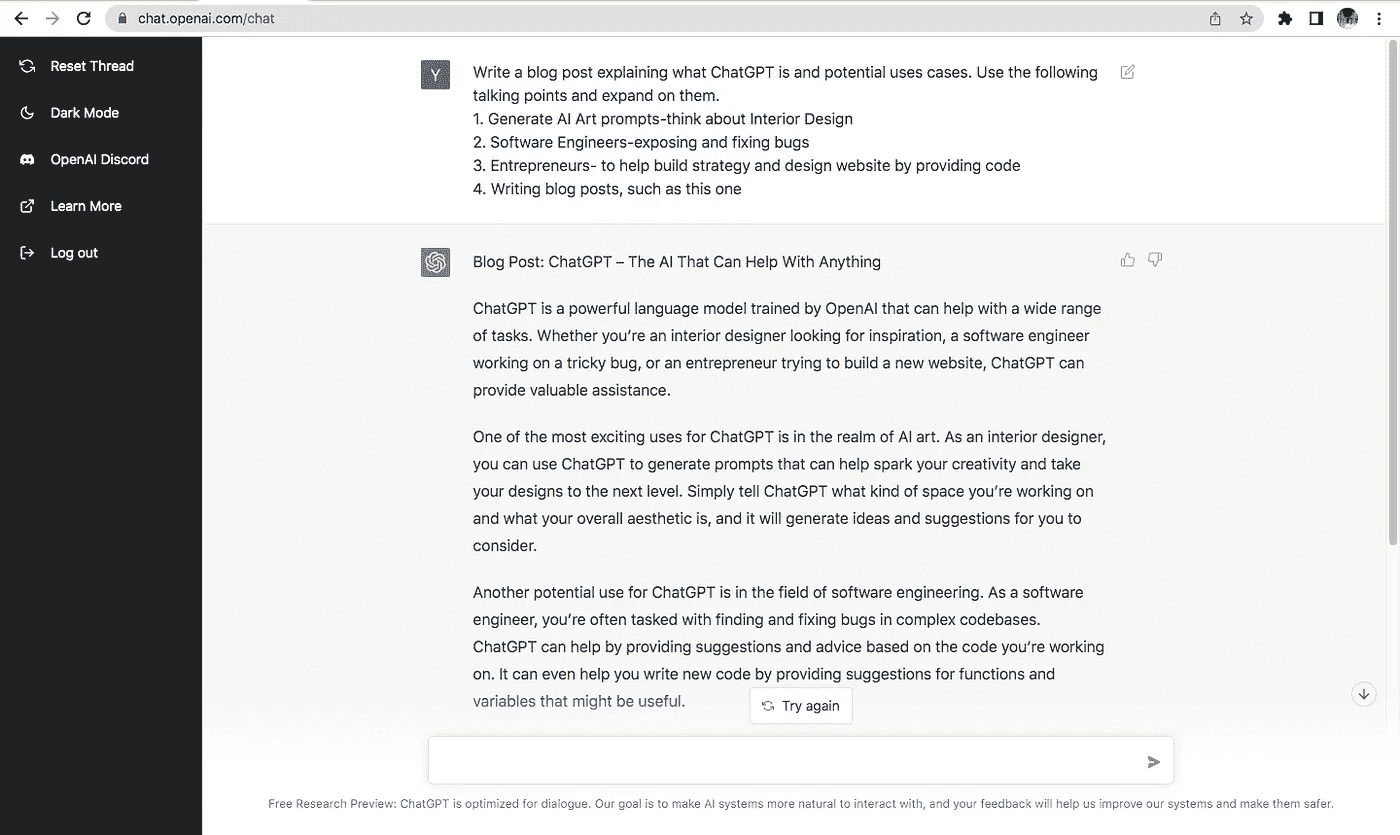 chat.openai.com/chat
Reset Thread
Dark Mode
OpenAI Discord
Learn More
Log out
Y
Write a blog post explaining what ChatGPT is and potential uses cases. Use the following
talking points and expand on them.
1. Generate AI Art prompts-think about Interior Design
2. Software Engineers-exposing and fixing bugs
3. Entrepreneurs- to help build strategy and design website by providing code
4. Writing blog posts, such as this one
Blog Post: ChatGPT – The AI That Can Help With Anything
ChatGPT is a powerful language model trained by OpenAI that can help with a wide range
of tasks. Whether you’re an interior designer looking for inspiration, a software engineer
working on a tricky bug, or an entrepreneur trying to build a new website, ChatGPT can
provide valuable assistance.
One of the most exciting uses for ChatGPT is in the realm of AI art. As an interior designer,
you can use ChatGPT to generate prompts that can help spark your creativity and take
your designs to the next level. Simply tell ChatGPT what kind of space you’re working on
and what your overall aesthetic is, and it will generate ideas and suggestions for you to
consider.
Another potential use for ChatGPT is in the field of software engineering. As a software
engineer, you’re often tasked with finding and fixing bugs in complex codebases.
ChatGPT can help by providing suggestions and advice based on the code you’re working
on. It can even help you write new code by providing suggestions for functions and
variables that might be useful.
Try again
Free Research Preview: ChatGPT is optimized for dialogue. Our goal is to make AI systems more natural to interact with, and your feedback will help us improve our systems and make them safer.